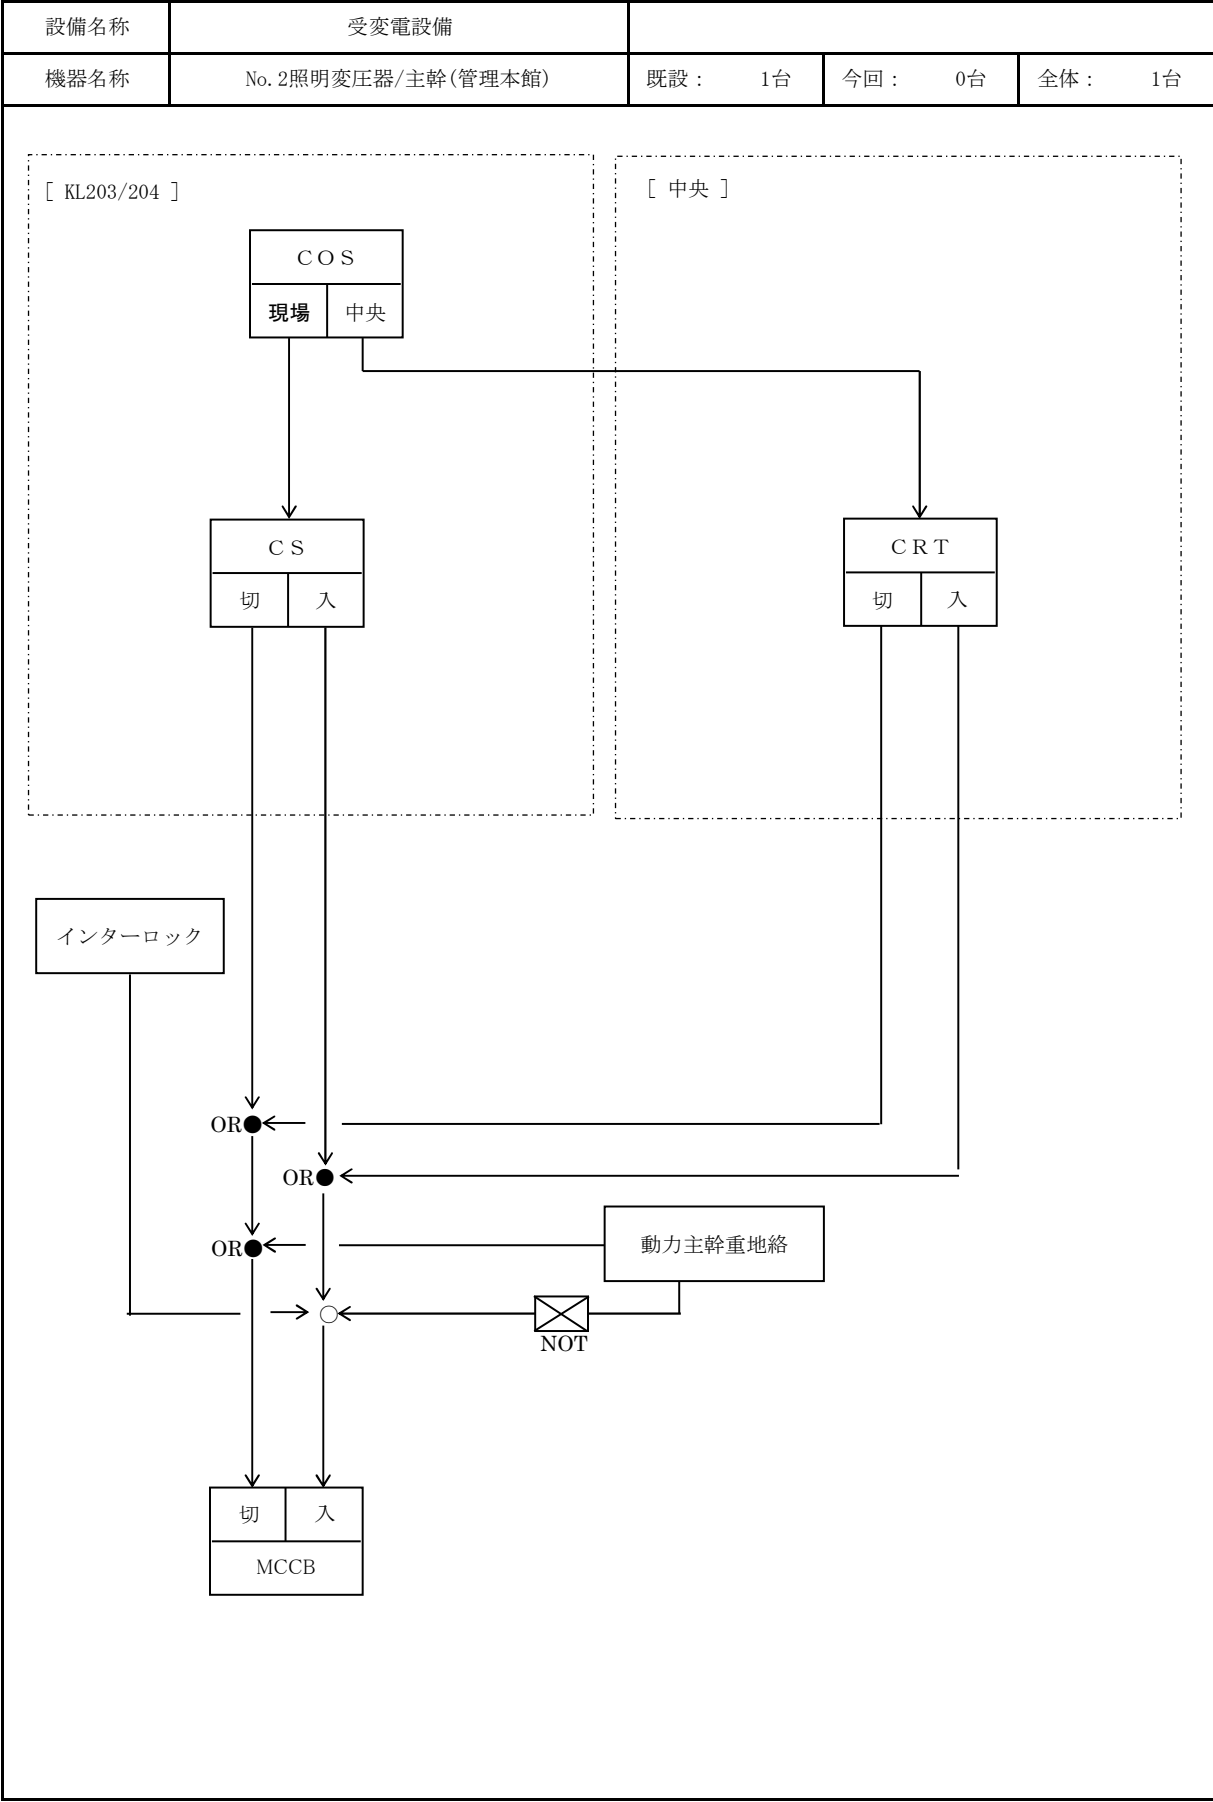 設備名称 受変電設備
機器名称 No.2照明変圧器/主幹(管理本館) 既設： 1台 今回： 0台 全体： 1台
[ KL203/204 ]
[ 中央 ]
ＣＯＳ
現場 中央
ＣＳ
切 入
ＣＲＴ
切 入
インターロック
OR
OR
動力主幹重地絡
OR
NOT
切 入
MCCB